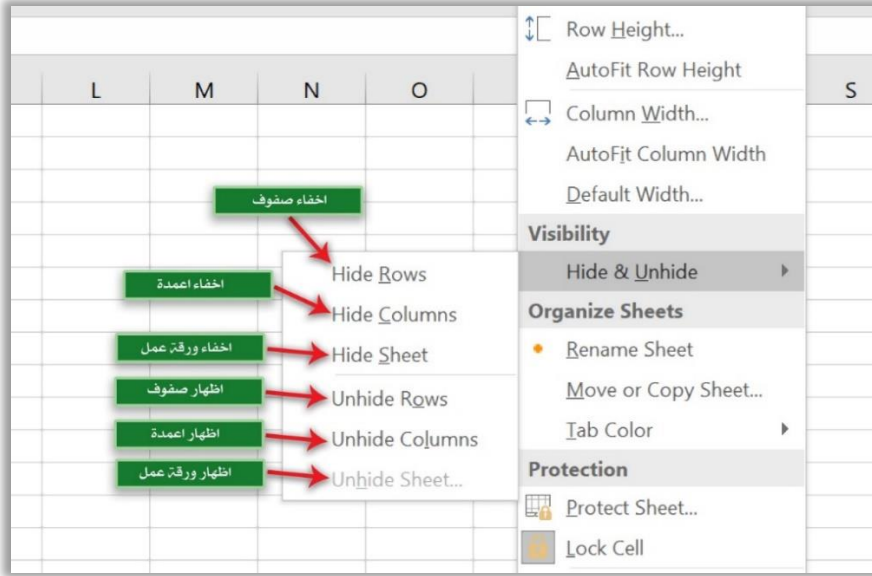 Row Height...
AutoFit Row Height
L M N O S
Column Width...
AutoFit Column Width
Default Width...
Visibility
Hide & Unhide
Organize Sheets
Rename Sheet
Move or Copy Sheet...
Tab Color
Protection
Protect Sheet...
Lock Cell
اخفاء صفوف
Hide Rows
اخفاء اعمدة
Hide Columns
اخفاء ورقة عمل
Hide Sheet
اظهار صفوف
Unhide Rows
اظهار اعمدة
Unhide Columns
اظهار ورقة عمل
Unhide Sheet...